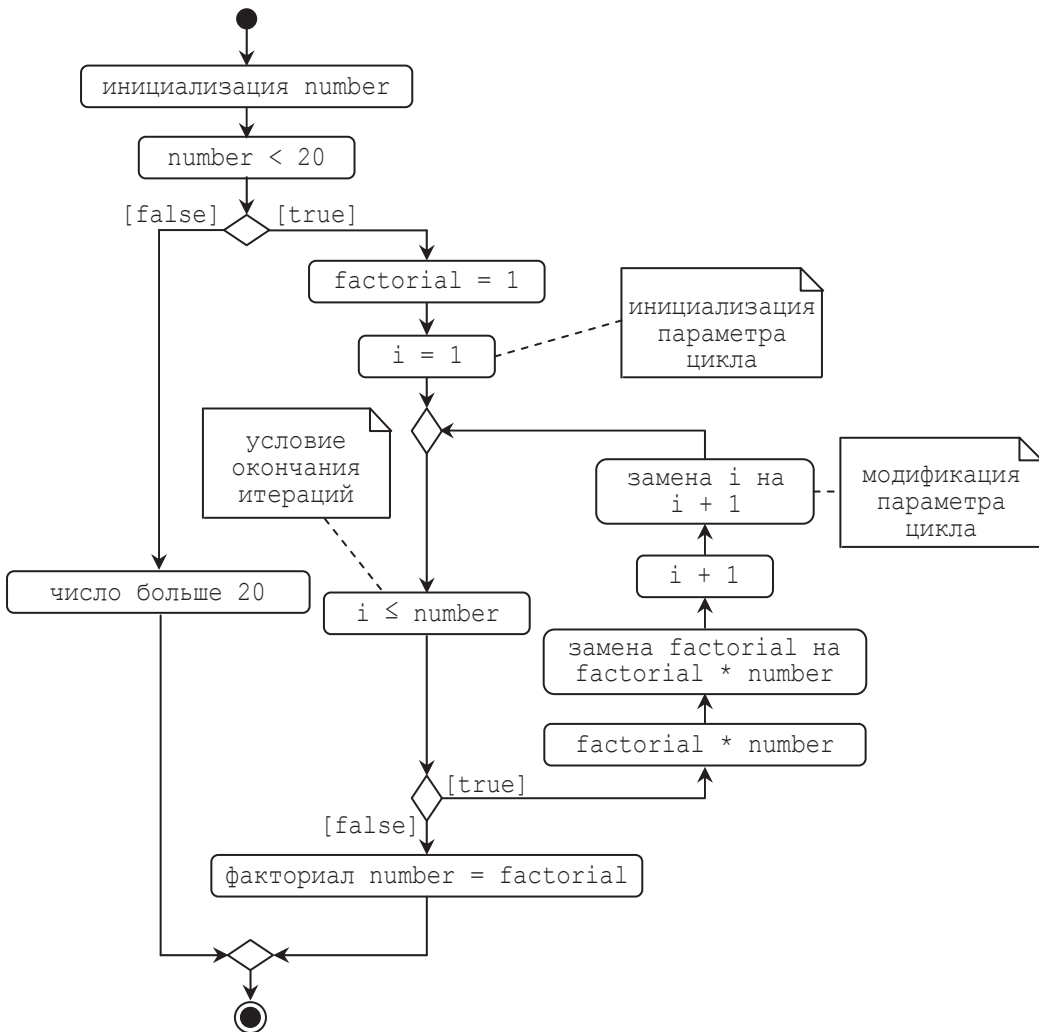 инициализация number
number < 20
[false]
[true]
factorial = 1
инициализация
параметра
цикла
i = 1
условие
окончания
итераций
замена i на
i + 1
модификация
параметра
цикла
i + 1
число больше 20
i ≤ number
замена factorial на
factorial * number
factorial * number
[true]
[false]
факториал number = factorial